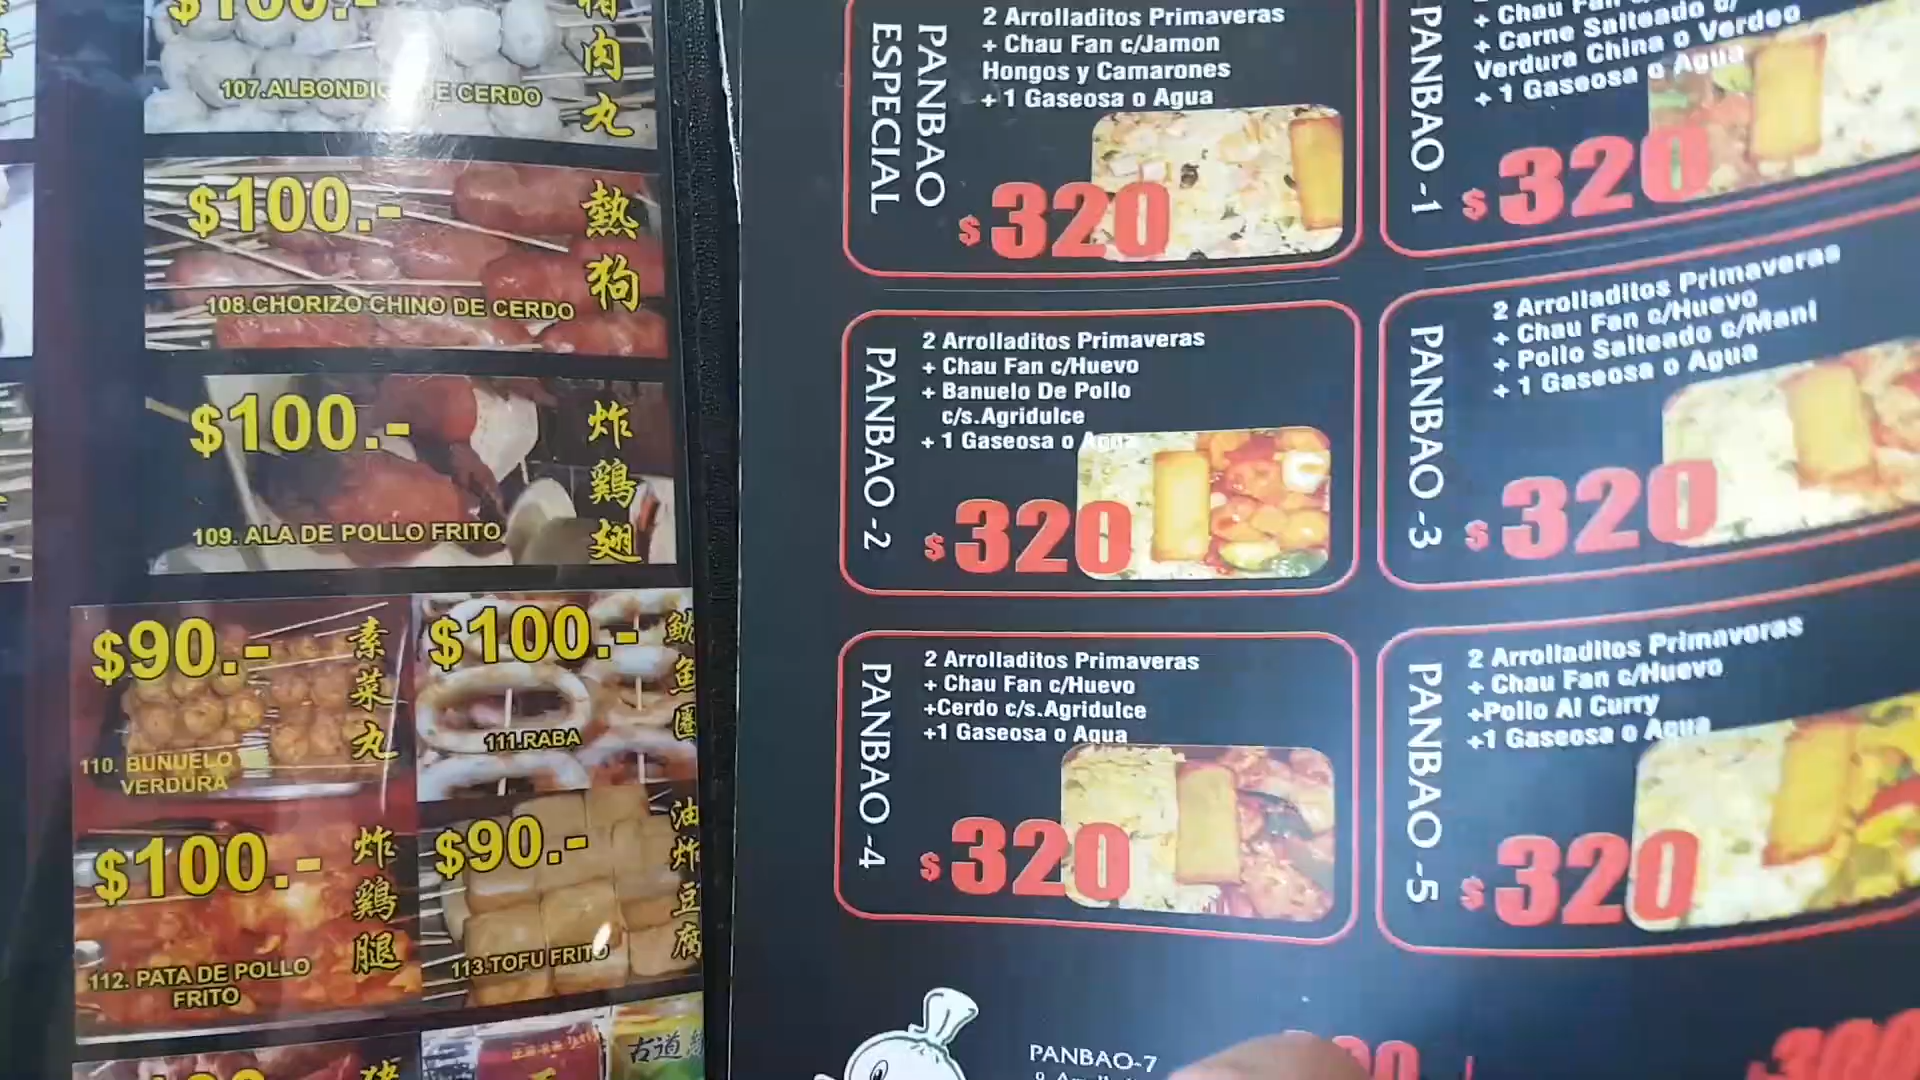 $100.-
肉
丸
107.ALBONDIG
E CERDO
$100.-
熱
狗
108.CHORIZO CHINO DE CERDO
$100.-
炸
鷄
翅
109. ALA DE POLLO FRITO
$90.-
素
菜
丸
110. BUNUELO
VERDURA
$100.-
魷
魚
圈
111.RABA
$100.-
炸
鷄
腿
112. PATA DE POLLO
FRITO
$90.-
油
炸
豆
腐
113.TOFU FRITO
古道
PANBAO
ESPECIAL
2 Arrolladitos Primaveras
+ Chau Fan c/Jamon
Hongos y Camarones
+ 1 Gaseosa o Agua
$320
PANBAO -1
+ Chau Fan
+ Carne Salteado c/
Verdura China o Verdeo
+ 1 Gaseosa o Agua
$320
PANBAO -2
2 Arrolladitos Primaveras
+ Chau Fan c/Huevo
+ Banuelo De Pollo
c/s.Agridulce
+ 1 Gaseosa o Agua
$320
PANBAO -3
2 Arrolladitos Primaveras
+ Chau Fan c/Huevo
+ Pollo Salteado c/Mani
+ 1 Gaseosa o Agua
$320
PANBAO -4
2 Arrolladitos Primaveras
+ Chau Fan c/Huevo
+Cerdo c/s.Agridulce
+1 Gaseosa o Agua
$320
PANBAO -5
2 Arrolladitos Primaveras
+ Chau Fan c/Huevo
+Pollo Al Curry
+1 Gaseosa o Agua
$320
PANBAO-7